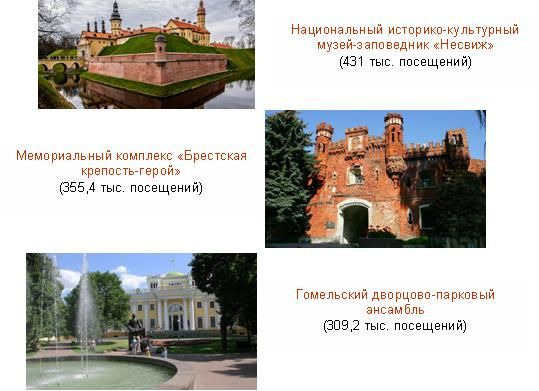 Национальный историко-культурный
музей-заповедник «Несвиж»
(431 тыс. посещений)
Мемориальный комплекс «Брестская
крепость-герой»
(355,4 тыс. посещений)
Гомельский дворцово-парковый
ансамбль
(309,2 тыс. посещений)